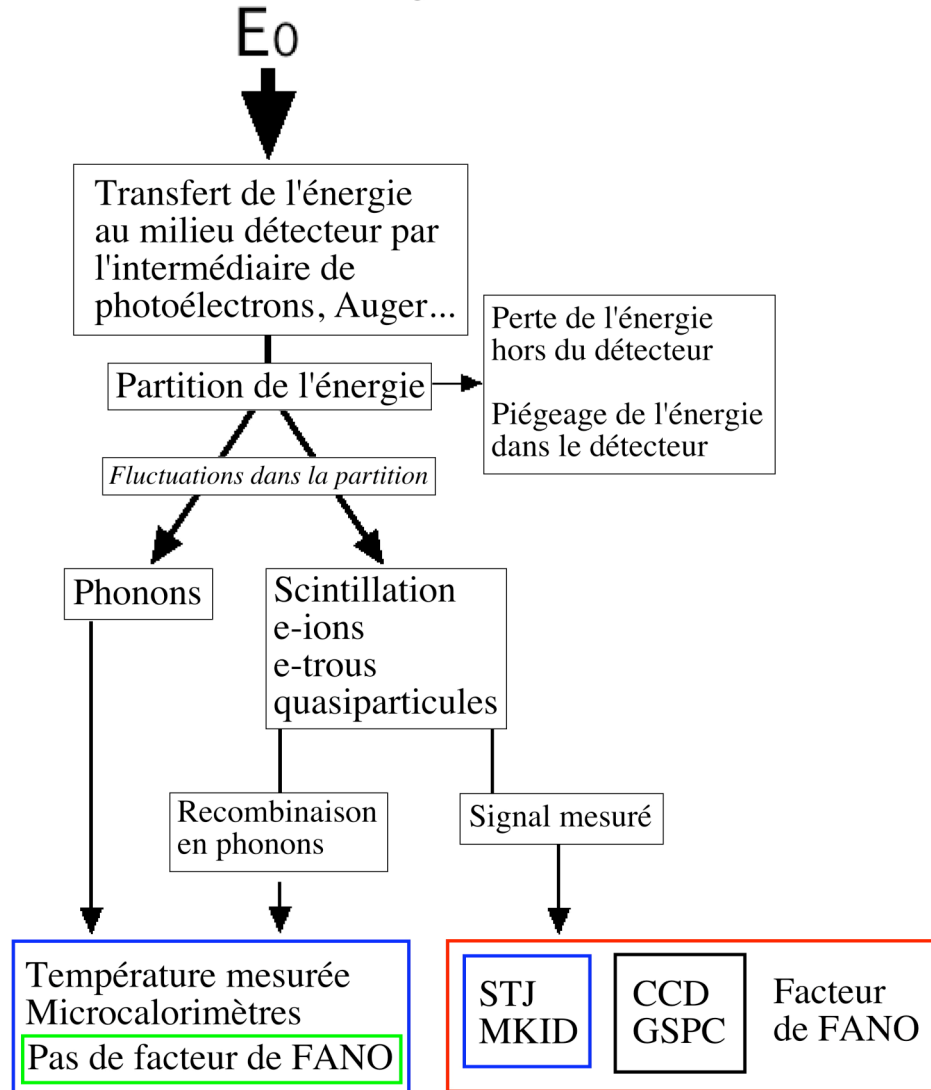 E0
Transfert de l'énergie
au milieu détecteur par
l'intermédiaire de
photoélectrons, Auger...
Partition de l'énergie
Perte de l'énergie
hors du détecteur
Piégeage de l'énergie
dans le détecteur
Fluctuations dans la partition
Phonons
Scintillation
e-ions
e-trous
quasiparticules
Recombinaison
en phonons
Signal mesuré
Température mesurée
Microcalorimètres
Pas de facteur de FANO
STJ
MKID
CCD
GSPC
Facteur
de FANO